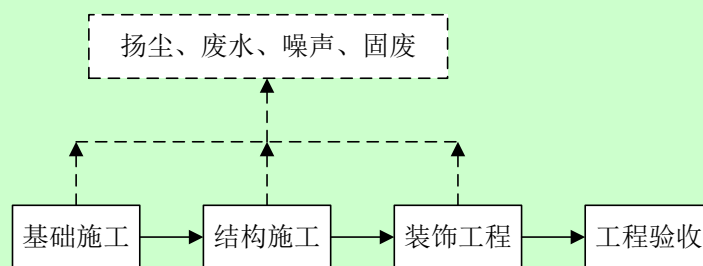 扬尘、废水、噪声、固废
基础施工
结构施工
装饰工程
工程验收